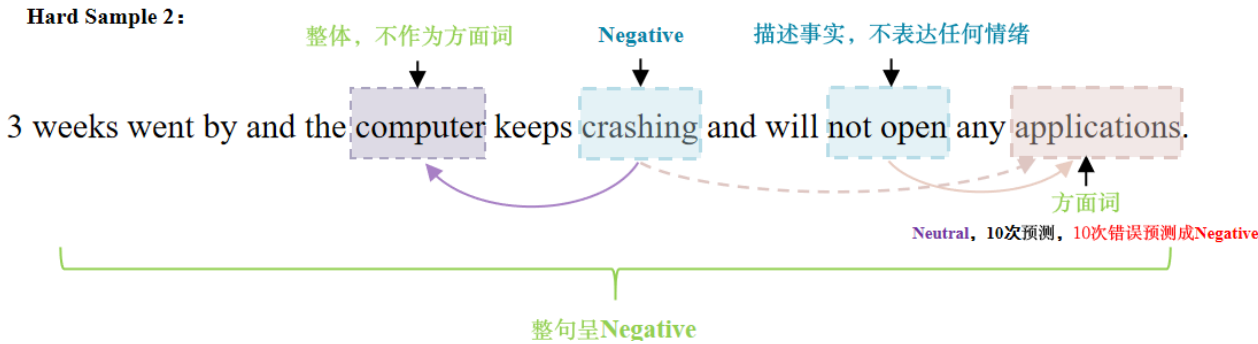 Hard Sample 2：
整体，不作为方面词
Negative
描述事实，不表达任何情绪
3 weeks went by and the computer keeps crashing and will not open any applications.
方面词
Neutral，10次预测，10次错误预测成Negative
整句呈Negative